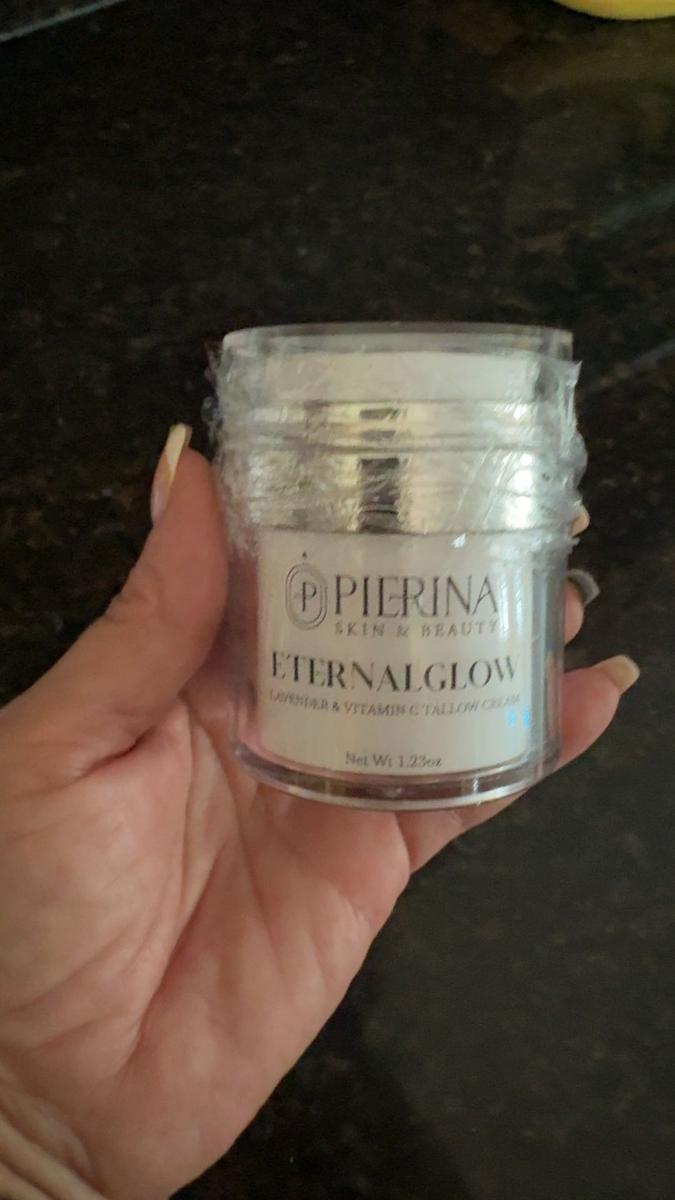 P PIERINA
SKIN & BEAUTY
ETERNALGLOW
LAVENDER & VITAMIN C TALLOW CREAM
Net Wt 1.23oz